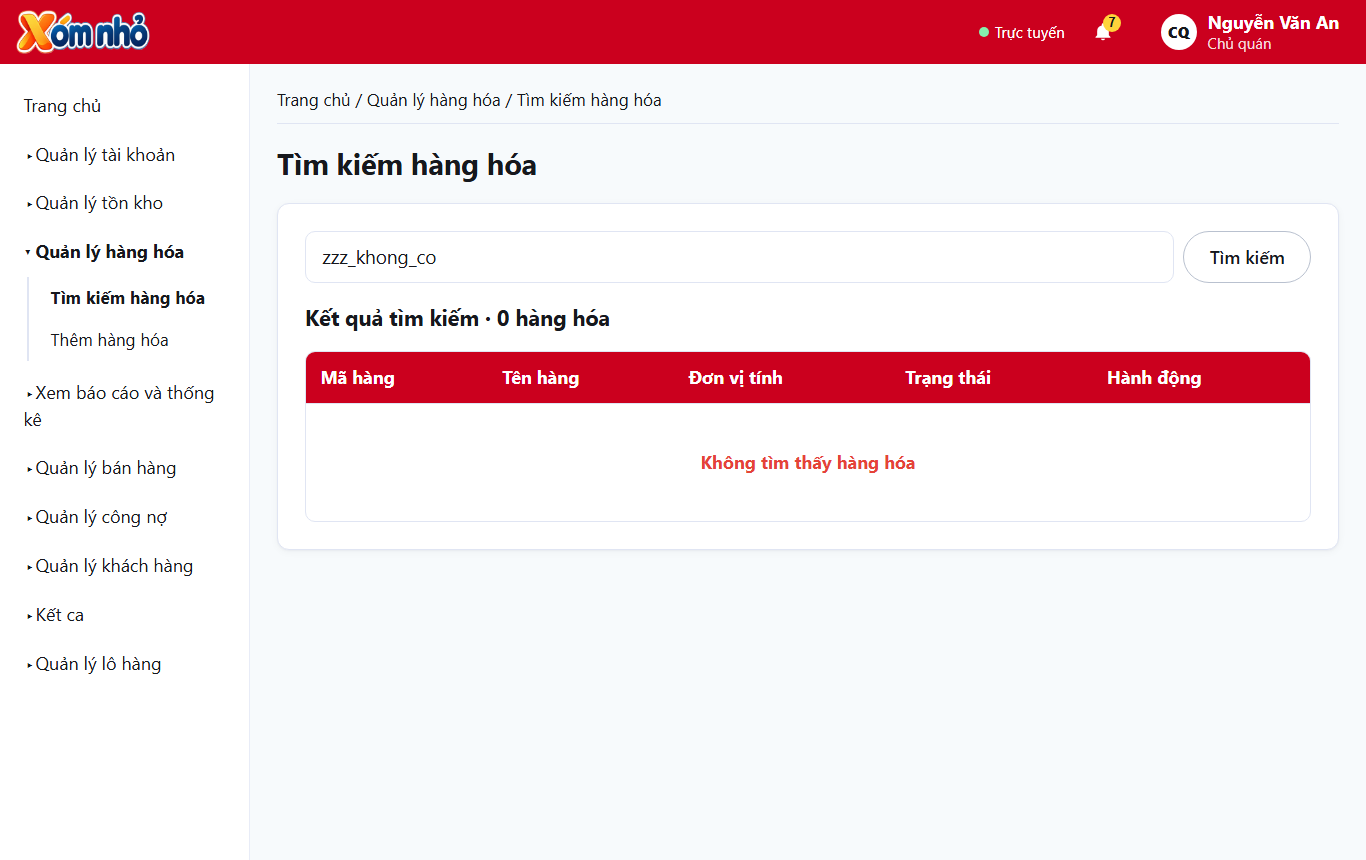 Xóm nhỏ
Trực tuyến
7
CQ
Nguyễn Văn An
Chủ quán
Trang chủ
Quản lý tài khoản
Quản lý tồn kho
Quản lý hàng hóa
Tìm kiếm hàng hóa
Thêm hàng hóa
Xem báo cáo và thống
kê
Quản lý bán hàng
Quản lý công nợ
Quản lý khách hàng
Kết ca
Quản lý lô hàng
Trang chủ / Quản lý hàng hóa / Tìm kiếm hàng hóa
Tìm kiếm hàng hóa
zzz_khong_co
Tìm kiếm
Kết quả tìm kiếm · 0 hàng hóa
Mã hàng Tên hàng Đơn vị tính Trạng thái Hành động
Không tìm thấy hàng hóa